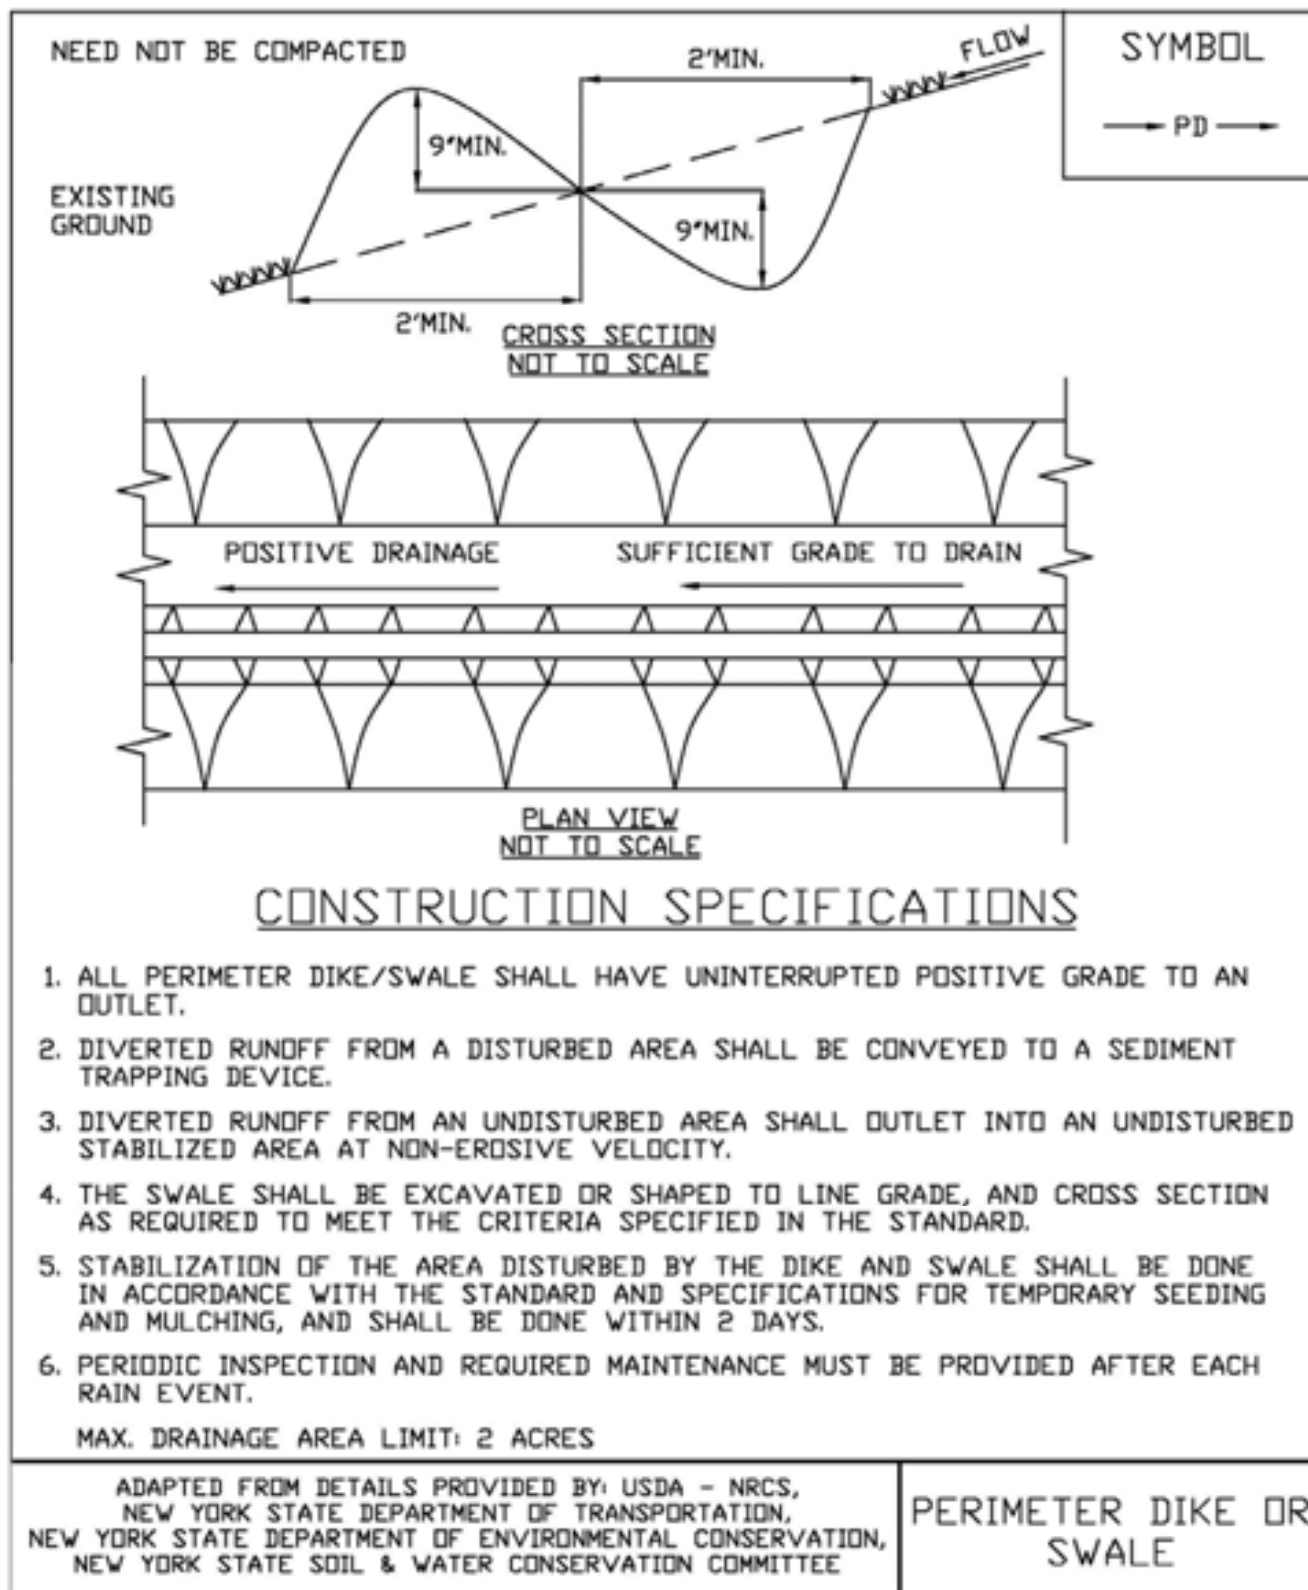 NEED NOT BE COMPACTED
2'MIN.
FLOW
SYMBOL
PD
9"MIN.
EXISTING
GROUND
9"MIN.
2'MIN.
CROSS SECTION
NOT TO SCALE
POSITIVE DRAINAGE
SUFFICIENT GRADE TO DRAIN
PLAN VIEW
NOT TO SCALE
CONSTRUCTION SPECIFICATIONS
1. ALL PERIMETER DIKE/SWALE SHALL HAVE UNINTERRUPTED POSITIVE GRADE TO AN
OUTLET.
2. DIVERTED RUNOFF FROM A DISTURBED AREA SHALL BE CONVEYED TO A SEDIMENT
TRAPPING DEVICE.
3. DIVERTED RUNOFF FROM AN UNDISTURBED AREA SHALL OUTLET INTO AN UNDISTURBED
STABILIZED AREA AT NON-EROSIVE VELOCITY.
4. THE SWALE SHALL BE EXCAVATED OR SHAPED TO LINE GRADE, AND CROSS SECTION
AS REQUIRED TO MEET THE CRITERIA SPECIFIED IN THE STANDARD.
5. STABILIZATION OF THE AREA DISTURBED BY THE DIKE AND SWALE SHALL BE DONE
IN ACCORDANCE WITH THE STANDARD AND SPECIFICATIONS FOR TEMPORARY SEEDING
AND MULCHING, AND SHALL BE DONE WITHIN 2 DAYS.
6. PERIODIC INSPECTION AND REQUIRED MAINTENANCE MUST BE PROVIDED AFTER EACH
RAIN EVENT.
MAX. DRAINAGE AREA LIMIT: 2 ACRES
ADAPTED FROM DETAILS PROVIDED BY: USDA - NRCS,
NEW YORK STATE DEPARTMENT OF TRANSPORTATION,
NEW YORK STATE DEPARTMENT OF ENVIRONMENTAL CONSERVATION,
NEW YORK STATE SOIL & WATER CONSERVATION COMMITTEE
PERIMETER DIKE OR
SWALE